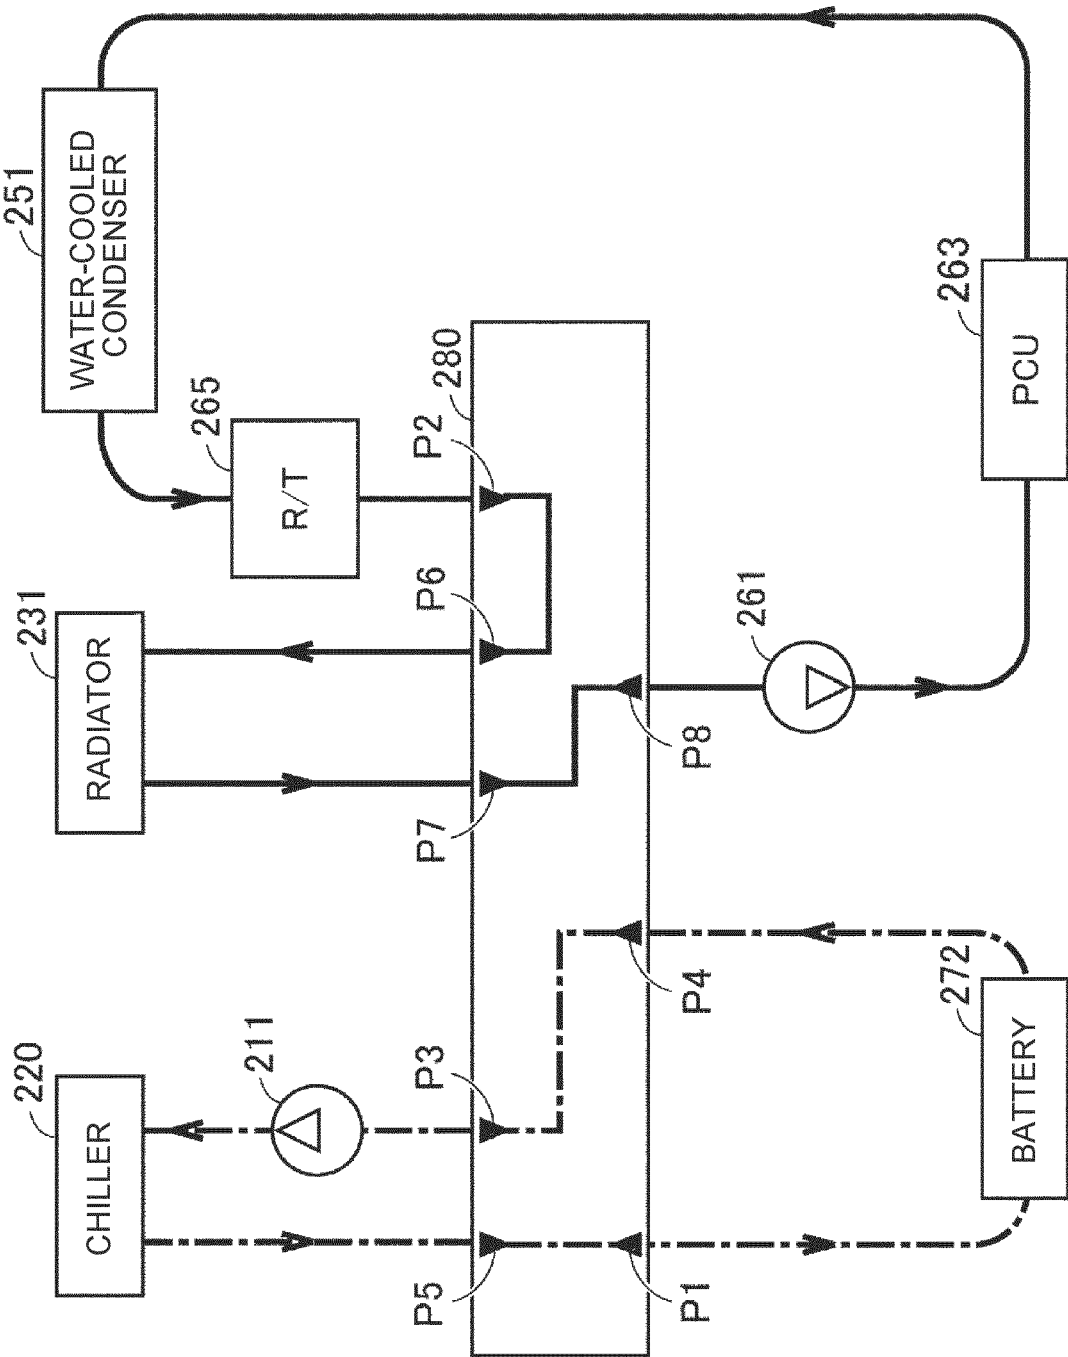 220
CHILLER
211
P5
P3
P1
P4
272
BATTERY
231
RADIATOR
P7
P6
P8
261
265
R/T
P2
280
251
WATER-COOLED
CONDENSER
263
PCU